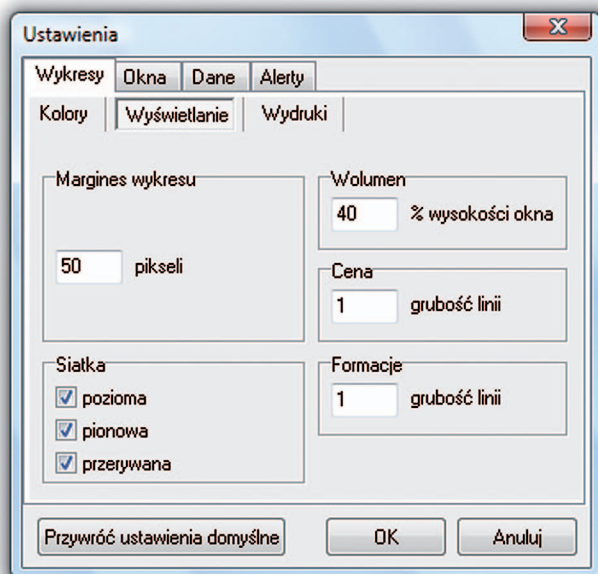 Ustawienia
Wykresy Okna Dane Alerty
Kolory Wyświetlanie Wydruki
Margines wykresu
50 pikseli
Wolumen
40 % wysokości okna
Cena
1 grubość linii
Siatka
pozioma
pionowa
przerywana
Formacje
1 grubość linii
Przywróć ustawienia domyślne OK Anuluj